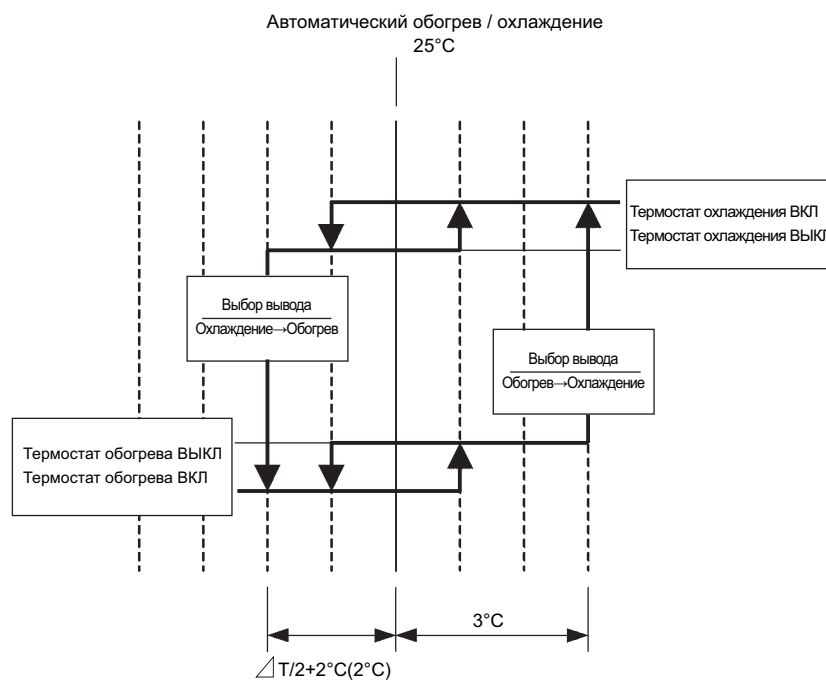 Автоматический обогрев / охлаждение
25°C
Термостат охлаждения ВКЛ
Термостат охлаждения ВЫКЛ
Выбор вывода
Охлаждение→Обогрев
Выбор вывода
Обогрев→Охлаждение
Термостат обогрева ВЫКЛ
Термостат обогрева ВКЛ
3°C
⊿T/2+2°C(2°C)